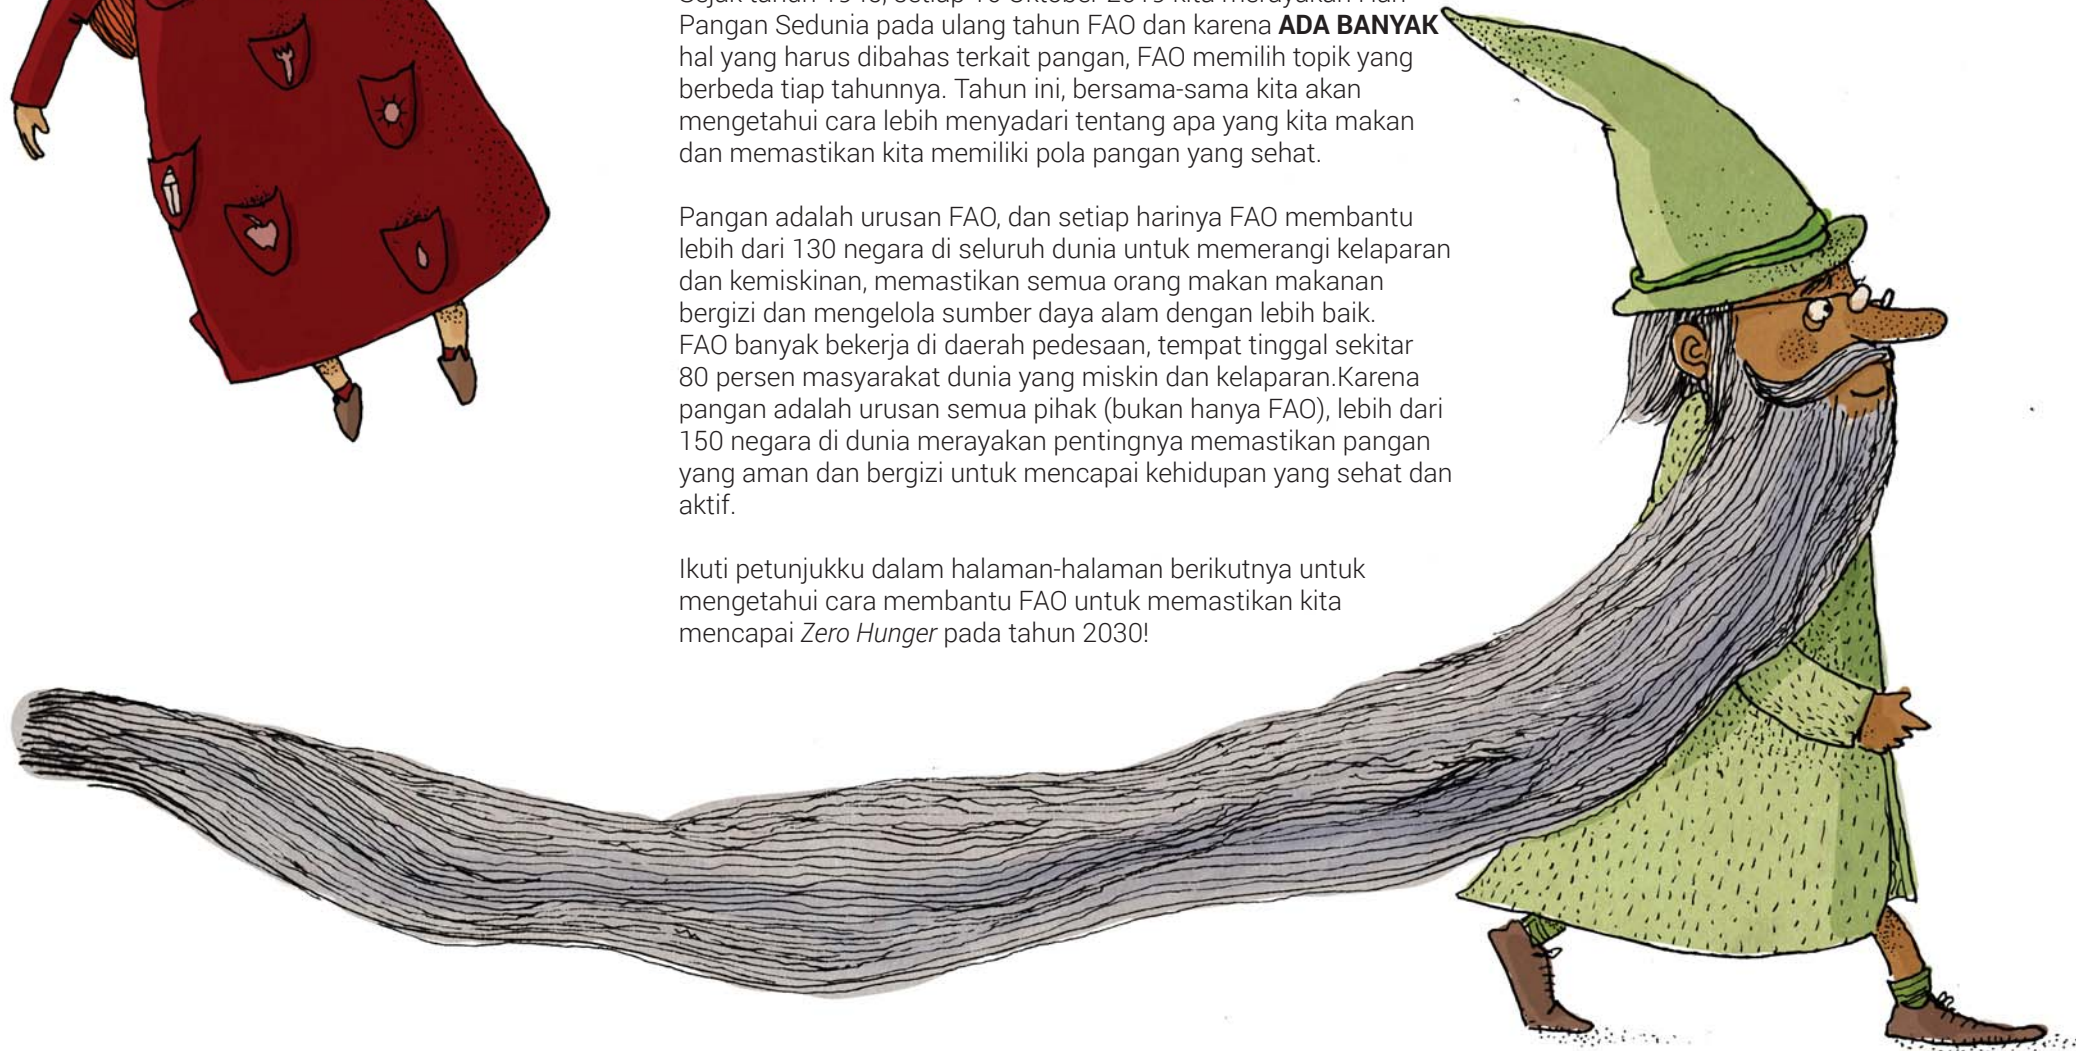 Pangan Sedunia pada ulang tahun FAO dan karena ADA BANYAK
hal yang harus dibahas terkait pangan, FAO memilih topik yang
berbeda tiap tahunnya. Tahun ini, bersama-sama kita akan
mengetahui cara lebih menyadari tentang apa yang kita makan
dan memastikan kita memiliki pola pangan yang sehat.
Pangan adalah urusan FAO, dan setiap harinya FAO membantu
lebih dari 130 negara di seluruh dunia untuk memerangi kelaparan
dan kemiskinan, memastikan semua orang makan makanan
bergizi dan mengelola sumber daya alam dengan lebih baik.
FAO banyak bekerja di daerah pedesaan, tempat tinggal sekitar
80 persen masyarakat dunia yang miskin dan kelaparan.Karena
pangan adalah urusan semua pihak (bukan hanya FAO), lebih dari
150 negara di dunia merayakan pentingnya memastikan pangan
yang aman dan bergizi untuk mencapai kehidupan yang sehat dan
aktif.
Ikuti petunjukku dalam halaman-halaman berikutnya untuk
mengetahui cara membantu FAO untuk memastikan kita
mencapai Zero Hunger pada tahun 2030!